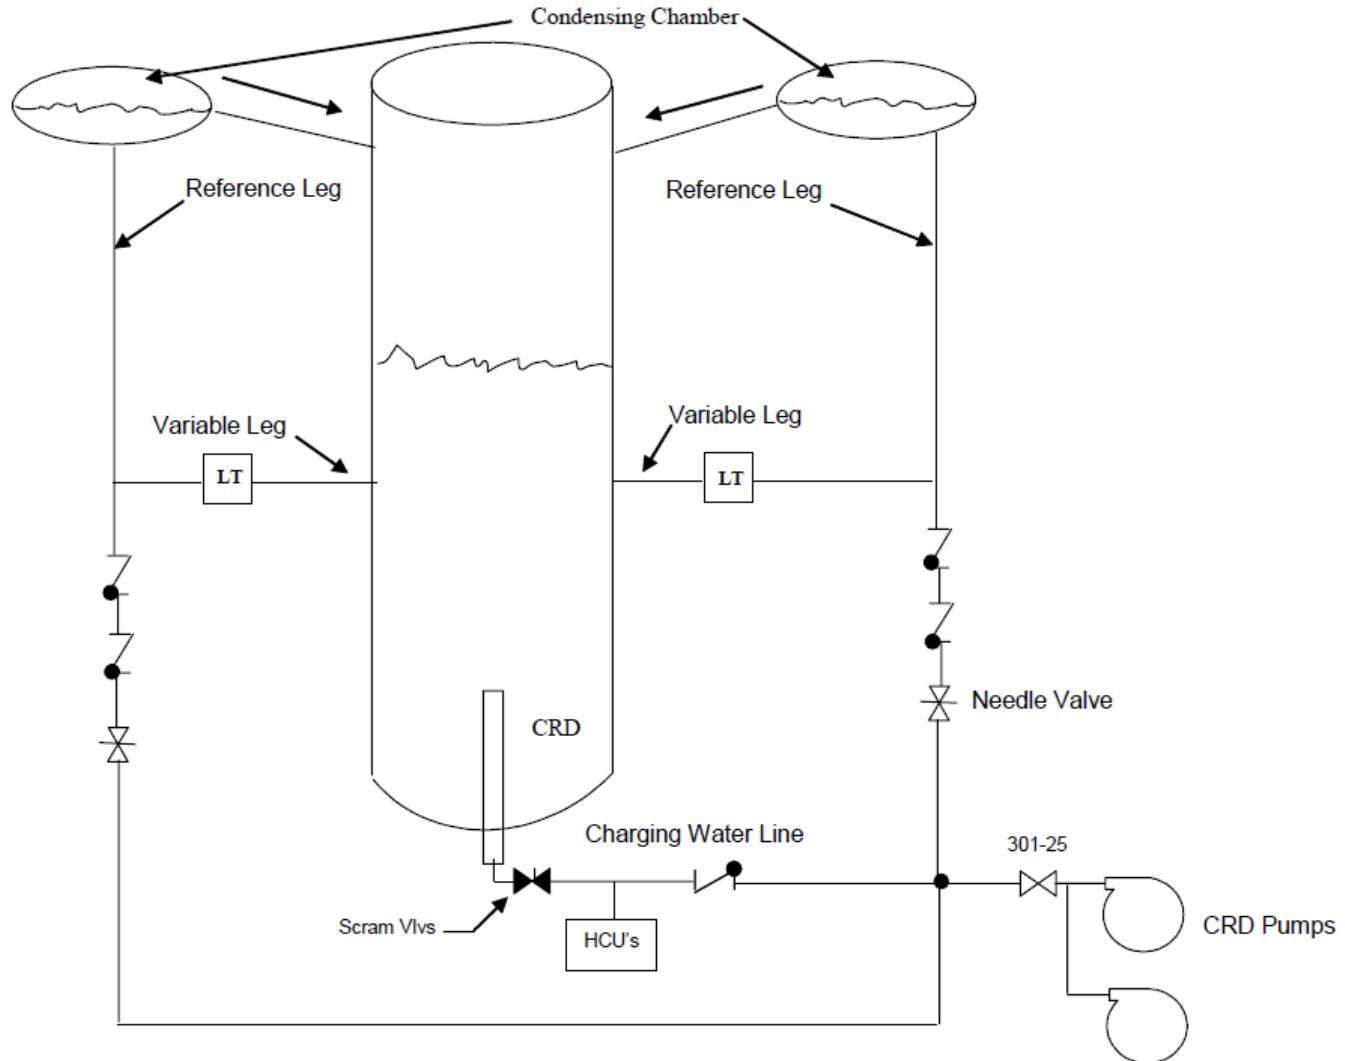 Condensing Chamber
Reference Leg
Reference Leg
Variable Leg
Variable Leg
LT
LT
Needle Valve
CRD
Charging Water Line
301-25
Scram Vlvs
HCU's
CRD Pumps